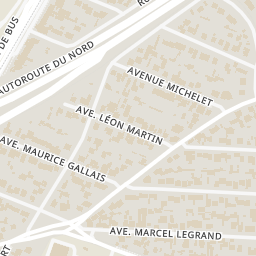 DE BUS
AUTOROUTE DU NORD
AVENUE MICHELET
AVE. LÉON MARTIN
AVE. MAURICE GALLAIS
AVE. MARCEL LEGRAND